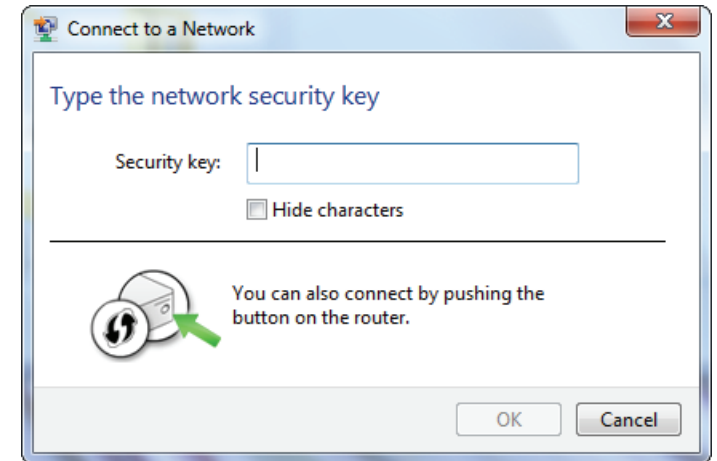 Connect to a Network
Type the network security key
Security key:
Hide characters
You can also connect by pushing the
button on the router.
OK
Cancel